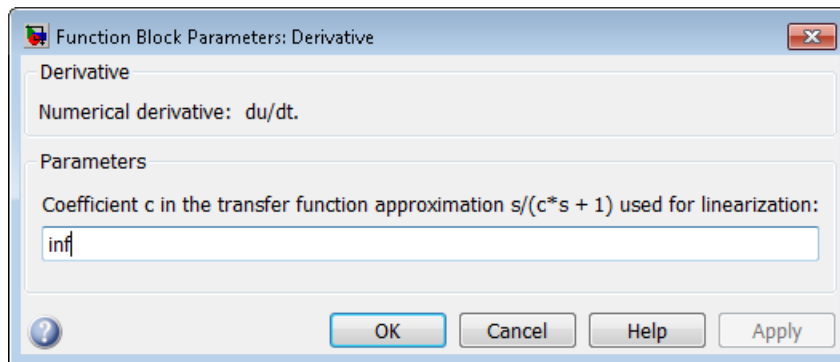 Function Block Parameters: Derivative
Derivative
Numerical derivative: du/dt.
Parameters
Coefficient c in the transfer function approximation s/(c*s + 1) used for linearization:
inf
OK Cancel Help Apply